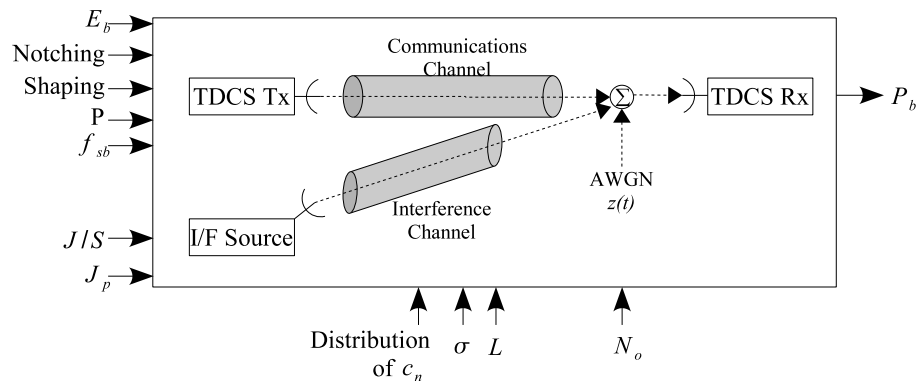 E_b
Notching
Shaping
P
f_sb
J/S
J_p
Communications
Channel
TDCS Tx
Σ
TDCS Rx
P_b
AWGN
z(t)
Interference
Channel
I/F Source
Distribution
of c_n
σ
L
N_o